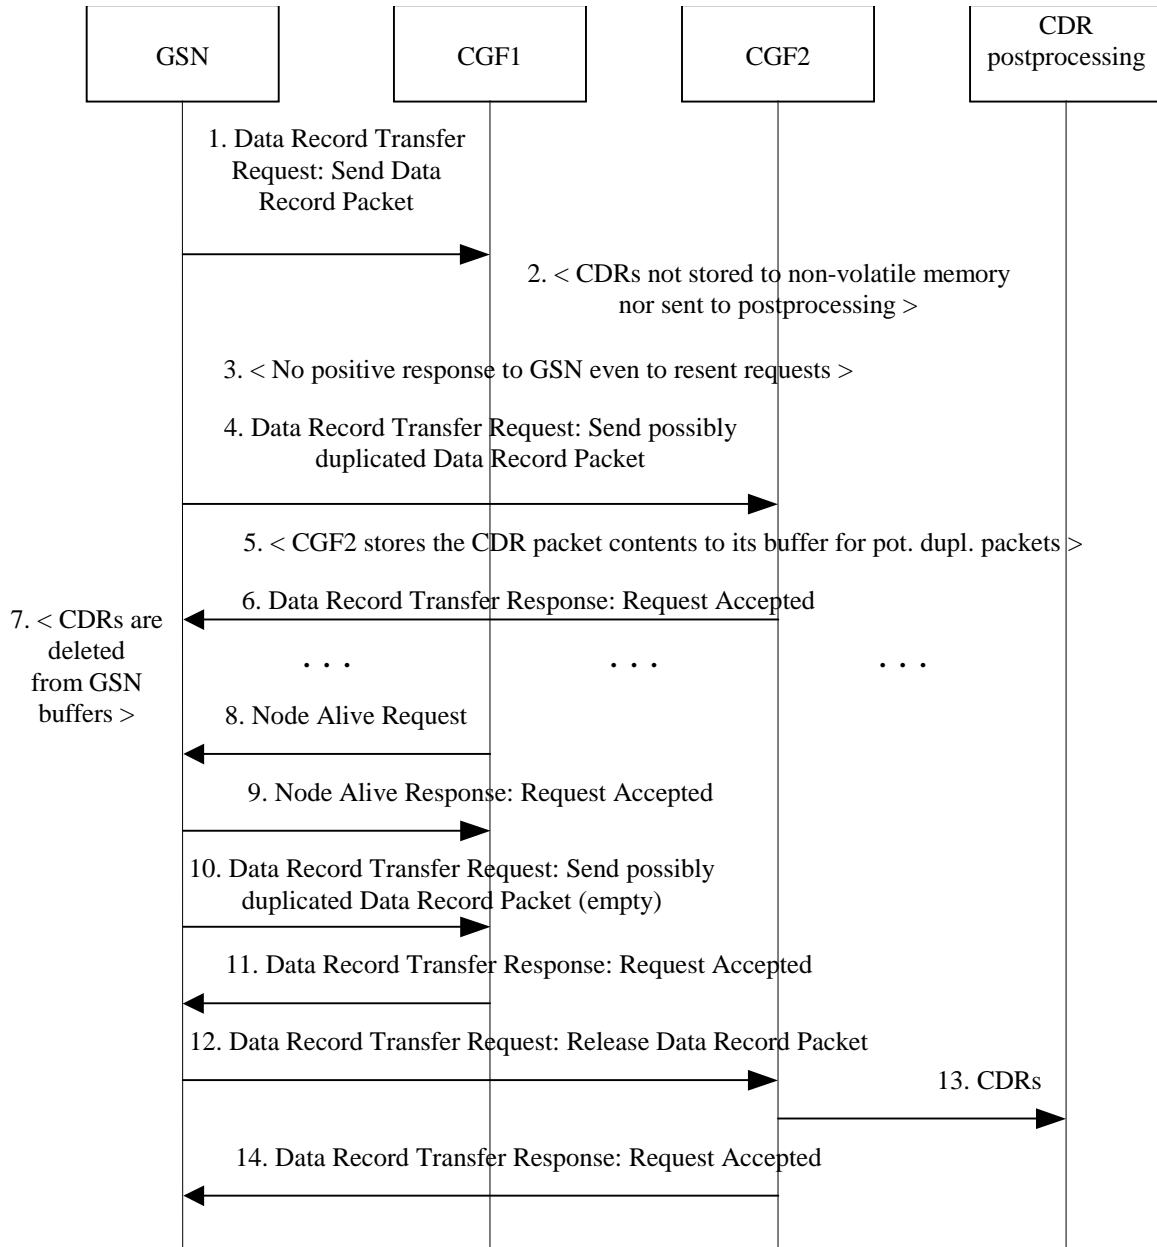 GSN
CGF1
CGF2
CDR
postprocessing
1. Data Record Transfer
Request: Send Data
Record Packet
2. < CDRs not stored to non-volatile memory
nor sent to postprocessing >
3. < No positive response to GSN even to resent requests >
4. Data Record Transfer Request: Send possibly
duplicated Data Record Packet
5. < CGF2 stores the CDR packet contents to its buffer for pot. dupl. packets >
6. Data Record Transfer Response: Request Accepted
7. < CDRs are
deleted
from GSN
buffers >
. . .
. . .
. . .
8. Node Alive Request
9. Node Alive Response: Request Accepted
10. Data Record Transfer Request: Send possibly
duplicated Data Record Packet (empty)
11. Data Record Transfer Response: Request Accepted
12. Data Record Transfer Request: Release Data Record Packet
13. CDRs
14. Data Record Transfer Response: Request Accepted